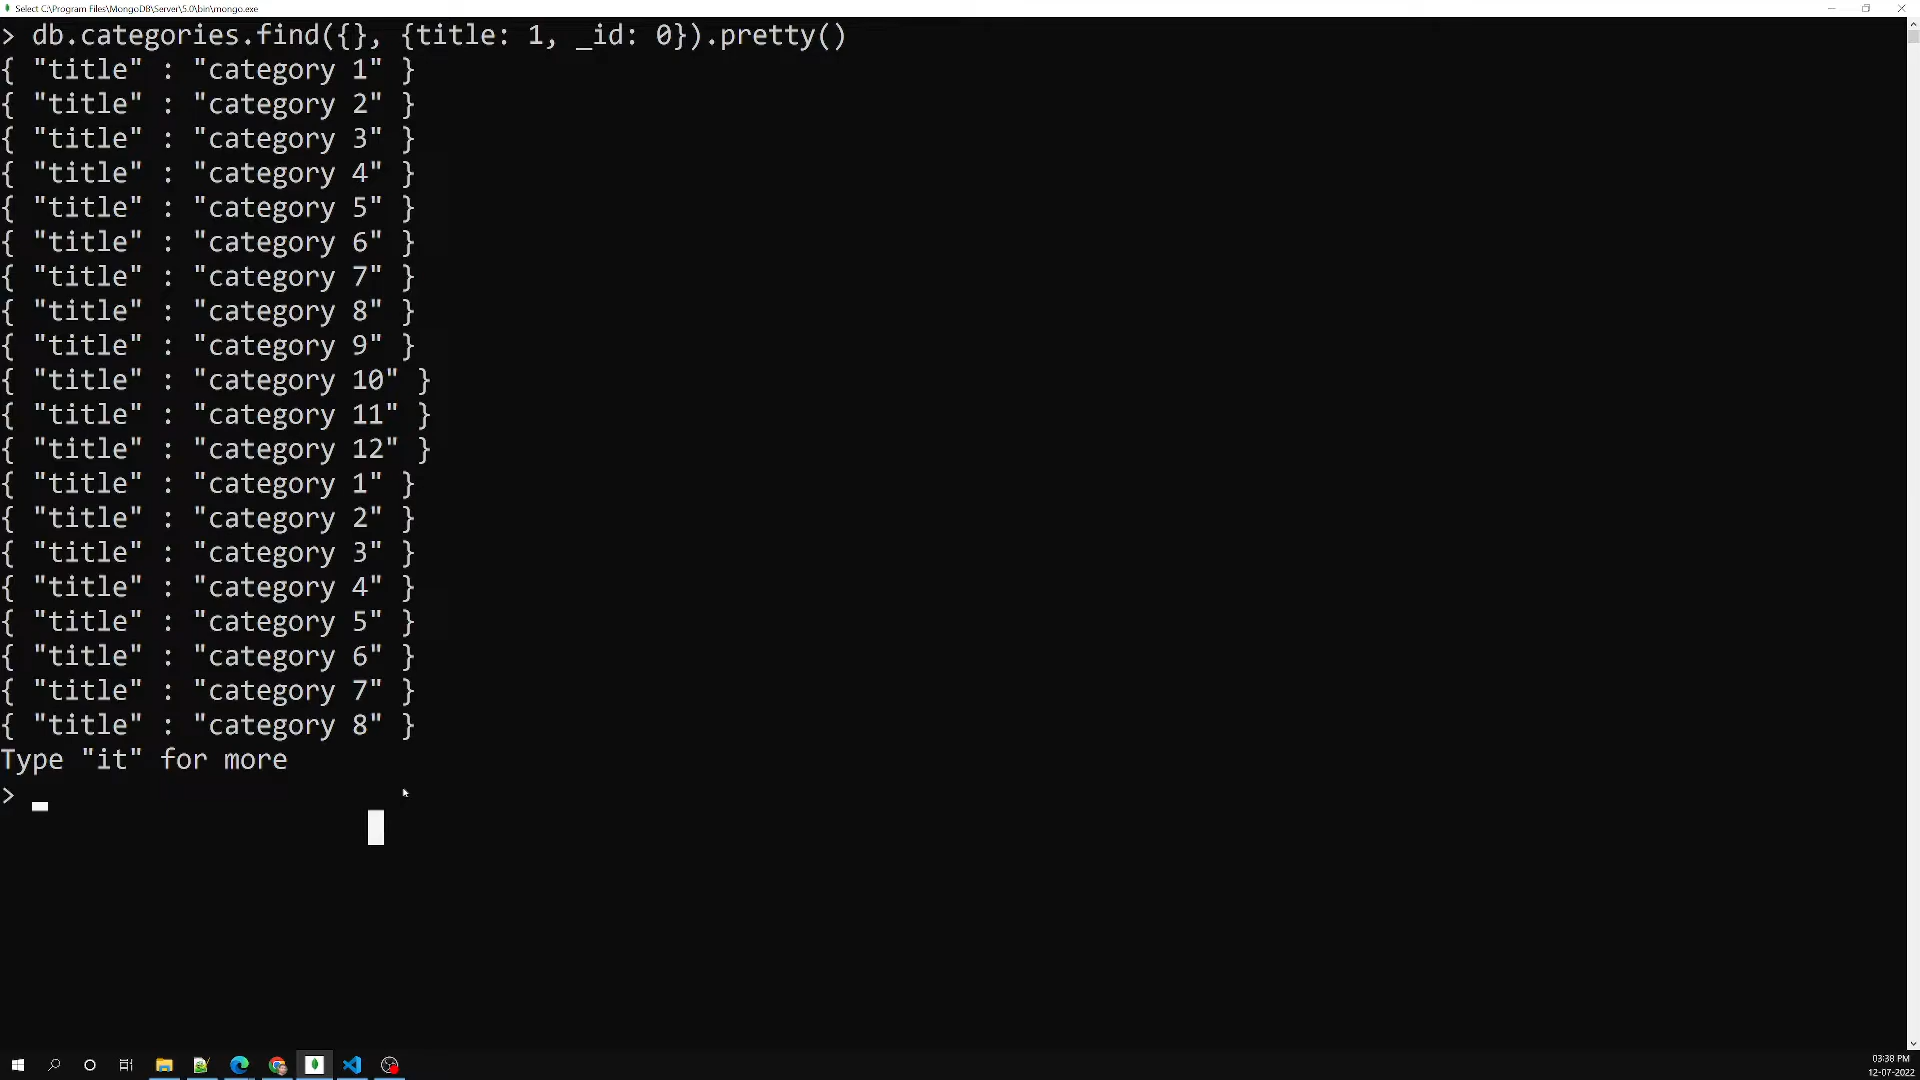 Select C:\Program Files\MongoDB\Server\5.0\bin\mongo.exe
> db.categories.find({}, {title: 1, _id: 0}).pretty()
{ "title" : "category 1" }
{ "title" : "category 2" }
{ "title" : "category 3" }
{ "title" : "category 4" }
{ "title" : "category 5" }
{ "title" : "category 6" }
{ "title" : "category 7" }
{ "title" : "category 8" }
{ "title" : "category 9" }
{ "title" : "category 10" }
{ "title" : "category 11" }
{ "title" : "category 12" }
{ "title" : "category 1" }
{ "title" : "category 2" }
{ "title" : "category 3" }
{ "title" : "category 4" }
{ "title" : "category 5" }
{ "title" : "category 6" }
{ "title" : "category 7" }
{ "title" : "category 8" }
Type "it" for more
>
03:38 PM
12-07-2022